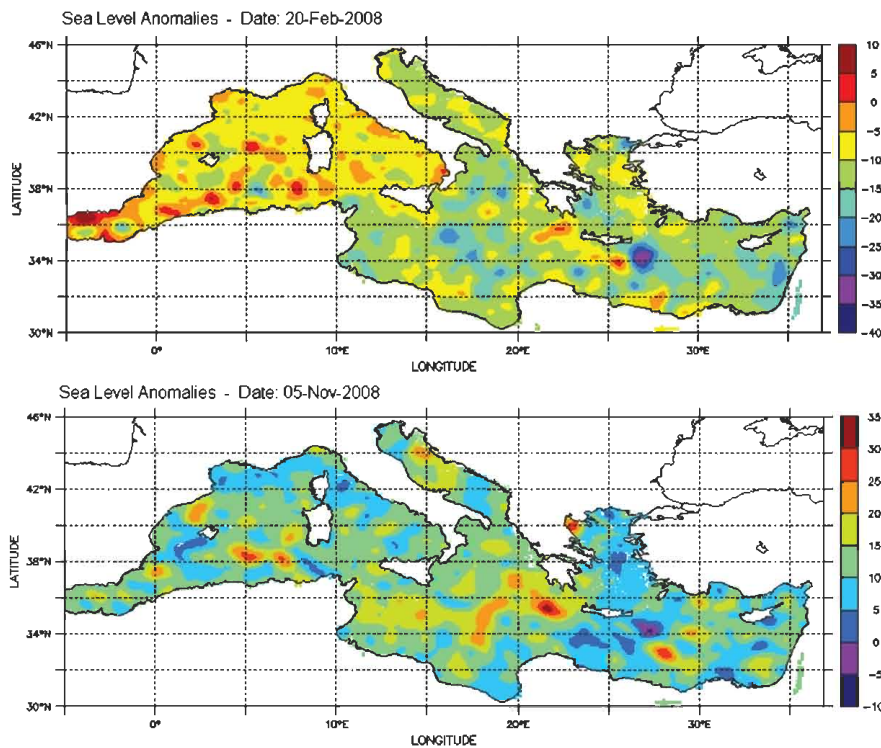 Sea Level Anomalies - Date: 20-Feb-2008
46°N
42°N
38°N
34°N
30°N
LATITUDE
0°
10°E
20°E
30°E
LONGITUDE
10
5
0
-5
-10
-15
-20
-25
-30
-35
-40
Sea Level Anomalies - Date: 05-Nov-2008
46°N
42°N
38°N
34°N
30°N
LATITUDE
0°
10°E
20°E
30°E
LONGITUDE
35
30
25
20
15
10
5
0
-5
-10